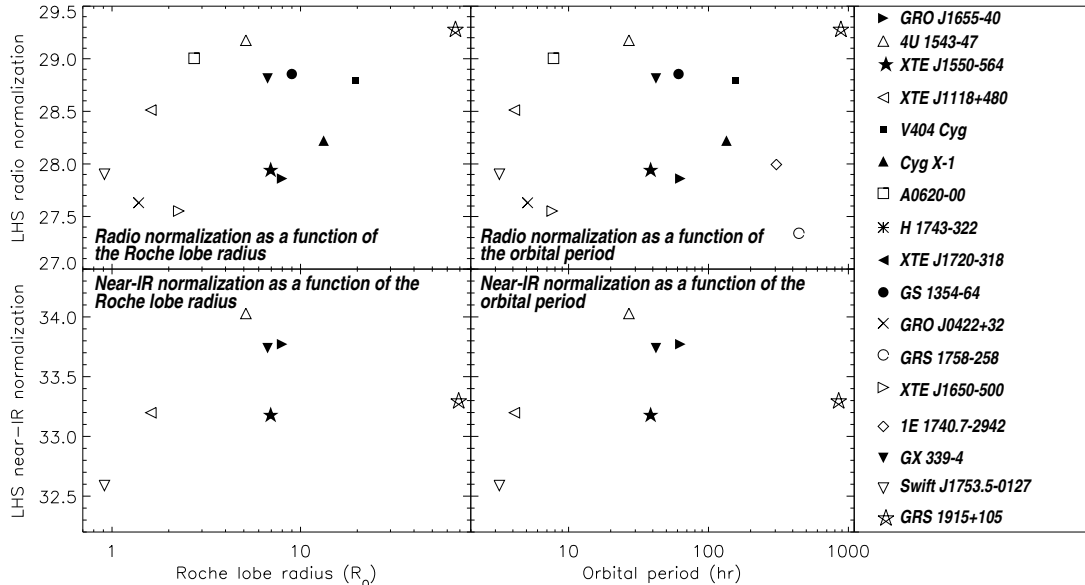 29.5
29.0
28.5
28.0
27.5
27.0
LHS radio normalization
Radio normalization as a function of
the Roche lobe radius
Radio normalization as a function of
the orbital period
34.0
33.5
33.0
32.5
LHS near-IR normalization
Near-IR normalization as a function of the
Roche lobe radius
Near-IR normalization as a function of the
orbital period
1
10
Roche lobe radius (R⊙)
10
100
1000
Orbital period (hr)
GRO J1655-40
4U 1543-47
XTE J1550-564
XTE J1118+480
V404 Cyg
Cyg X-1
A0620-00
H 1743-322
XTE J1720-318
GS 1354-64
GRO J0422+32
GRS 1758-258
XTE J1650-500
1E 1740.7-2942
GX 339-4
Swift J1753.5-0127
GRS 1915+105